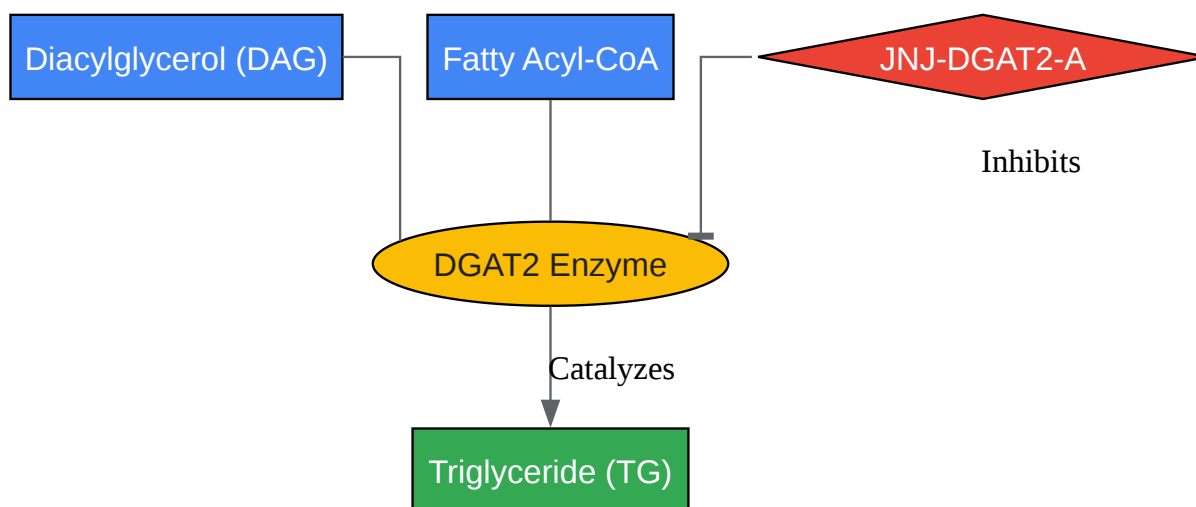 Diacylglycerol (DAG)
Fatty Acyl-CoA
JNJ-DGAT2-A
Inhibits
DGAT2 Enzyme
Catalyzes
Triglyceride (TG)